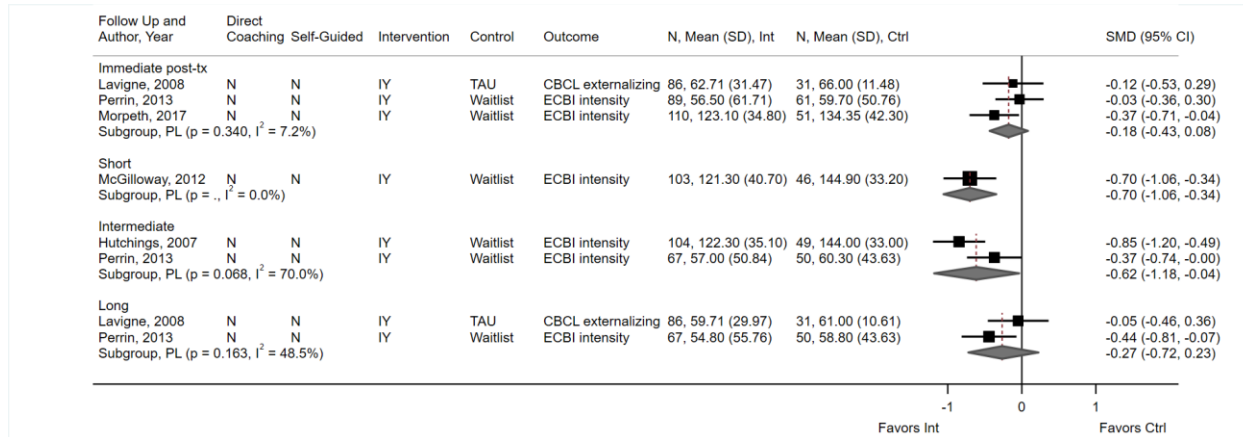 Follow Up and Author, Year Direct Coaching Self-Guided Intervention Control Outcome N, Mean (SD), Int N, Mean (SD), Ctrl SMD (95% CI)
Immediate post-tx
Lavigne, 2008 N N IY TAU CBCL externalizing 86, 62.71 (31.47) 31, 66.00 (11.48) -0.12 (-0.53, 0.29)
Perrin, 2013 N N IY Waitlist ECBI intensity 89, 56.50 (61.71) 61, 59.70 (50.76) -0.03 (-0.36, 0.30)
Morpeth, 2017 N N IY Waitlist ECBI intensity 110, 123.10 (34.80) 51, 134.35 (42.30) -0.37 (-0.71, -0.04)
Subgroup, PL (p = 0.340, I² = 7.2%) -0.18 (-0.43, 0.08)
Short
McGilloway, 2012 N N IY Waitlist ECBI intensity 103, 121.30 (40.70) 46, 144.90 (33.20) -0.70 (-1.06, -0.34)
Subgroup, PL (p = ., I² = 0.0%) -0.70 (-1.06, -0.34)
Intermediate
Hutchings, 2007 N N IY Waitlist ECBI intensity 104, 122.30 (35.10) 49, 144.00 (33.00) -0.85 (-1.20, -0.49)
Perrin, 2013 N N IY Waitlist ECBI intensity 67, 57.00 (50.84) 50, 60.30 (43.63) -0.37 (-0.74, -0.00)
Subgroup, PL (p = 0.068, I² = 70.0%) -0.62 (-1.18, -0.04)
Long
Lavigne, 2008 N N IY TAU CBCL externalizing 86, 59.71 (29.97) 31, 61.00 (10.61) -0.05 (-0.46, 0.36)
Perrin, 2013 N N IY Waitlist ECBI intensity 67, 54.80 (55.76) 50, 58.80 (43.63) -0.44 (-0.81, -0.07)
Subgroup, PL (p = 0.163, I² = 48.5%) -0.27 (-0.72, 0.23)
-1 0 1
Favors Int Favors Ctrl